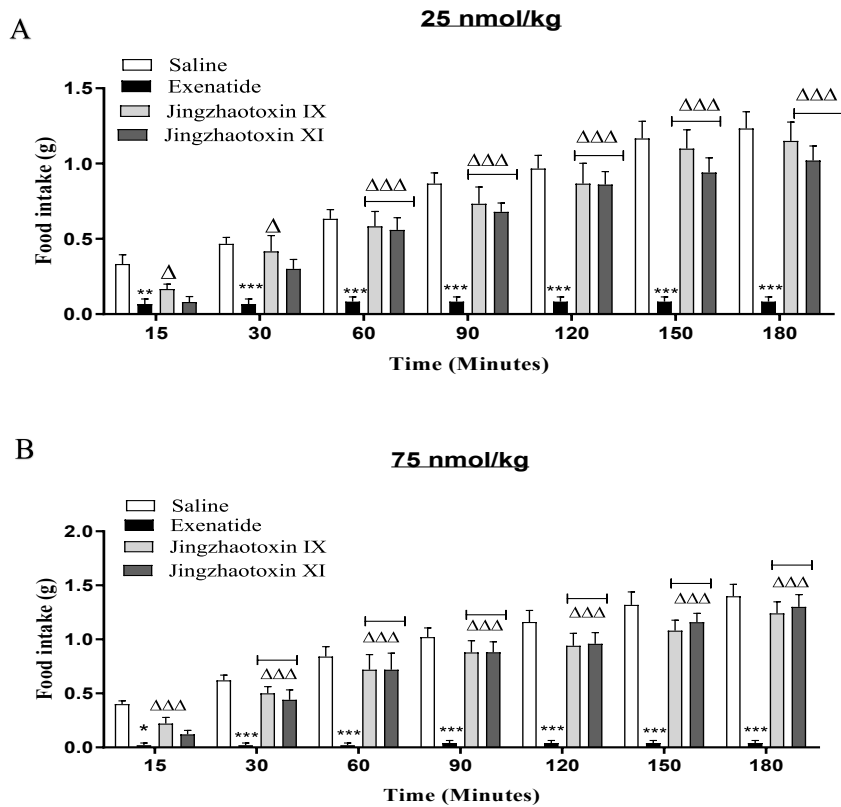 A
25 nmol/kg
Saline
Exenatide
Jingzhaotoxin IX
Jingzhaotoxin XI
Food intake (g)
1.5
1.0
0.5
0.0
** Δ
*** Δ
*** ΔΔΔ
*** ΔΔΔ
*** ΔΔΔ
*** ΔΔΔ
*** ΔΔΔ
15 30 60 90 120 150 180
Time (Minutes)
B
75 nmol/kg
Saline
Exenatide
Jingzhaotoxin IX
Jingzhaotoxin XI
Food intake (g)
2.0
1.5
1.0
0.5
0.0
* ΔΔΔ
*** ΔΔΔ
*** ΔΔΔ
*** ΔΔΔ
*** ΔΔΔ
*** ΔΔΔ
*** ΔΔΔ
15 30 60 90 120 150 180
Time (Minutes)